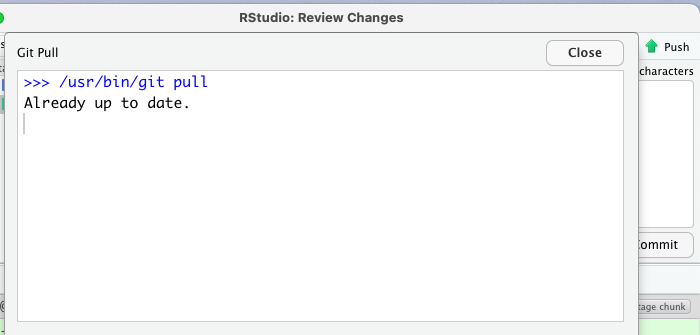 RStudio: Review Changes
Git Pull
Close
Push
characters
>>> /usr/bin/git pull
Already up to date.
ommit
tage chunk